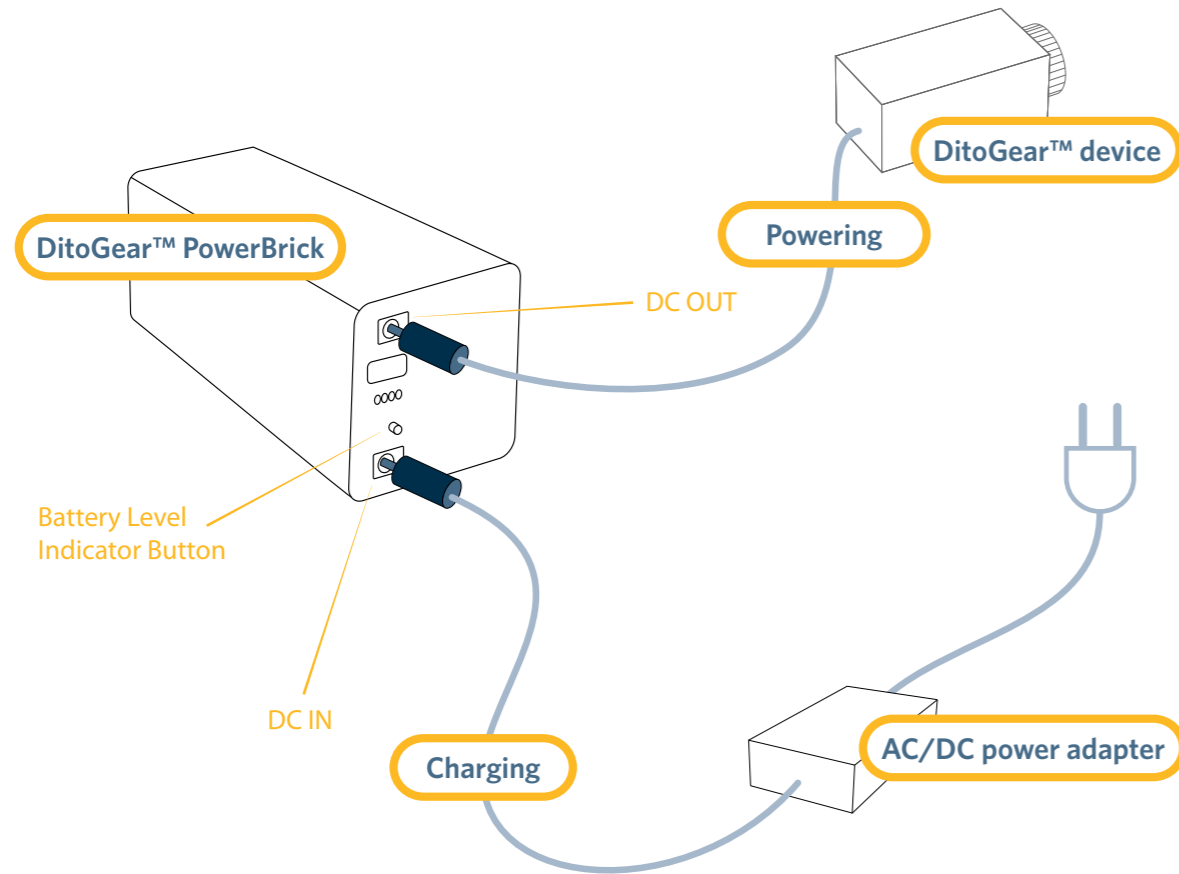 DitoGear™ device
Powering
DitoGear™ PowerBrick
DC OUT
Battery Level
Indicator Button
DC IN
Charging
AC/DC power adapter